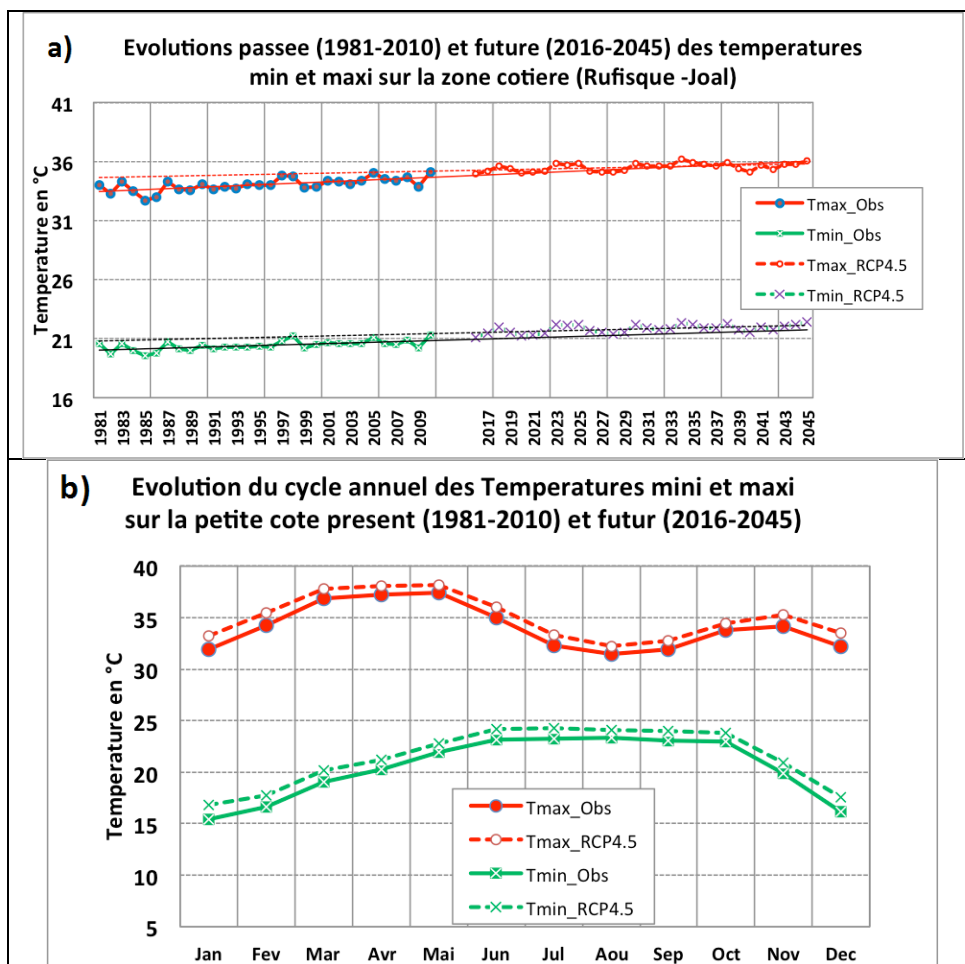 a)
Evolutions passee (1981-2010) et future (2016-2045) des temperatures
min et maxi sur la zone cotiere (Rufisque -Joal)
Temperature en °C
41
36
31
26
21
16
Tmax_Obs
Tmin_Obs
Tmax_RCP4.5
Tmin_RCP4.5
1981 1983 1985 1987 1989 1991 1993 1995 1997 1999 2001 2003 2005 2007 2009 2017 2019 2021 2023 2025 2027 2029 2031 2033 2035 2037 2039 2041 2043 2045
b)
Evolution du cycle annuel des Temperatures mini et maxi
sur la petite cote present (1981-2010) et futur (2016-2045)
Temperature en °C
40
35
30
25
20
15
10
5
Tmax_Obs
Tmax_RCP4.5
Tmin_Obs
Tmin_RCP4.5
Jan Fev Mar Avr Mai Jun Jul Aou Sep Oct Nov Dec